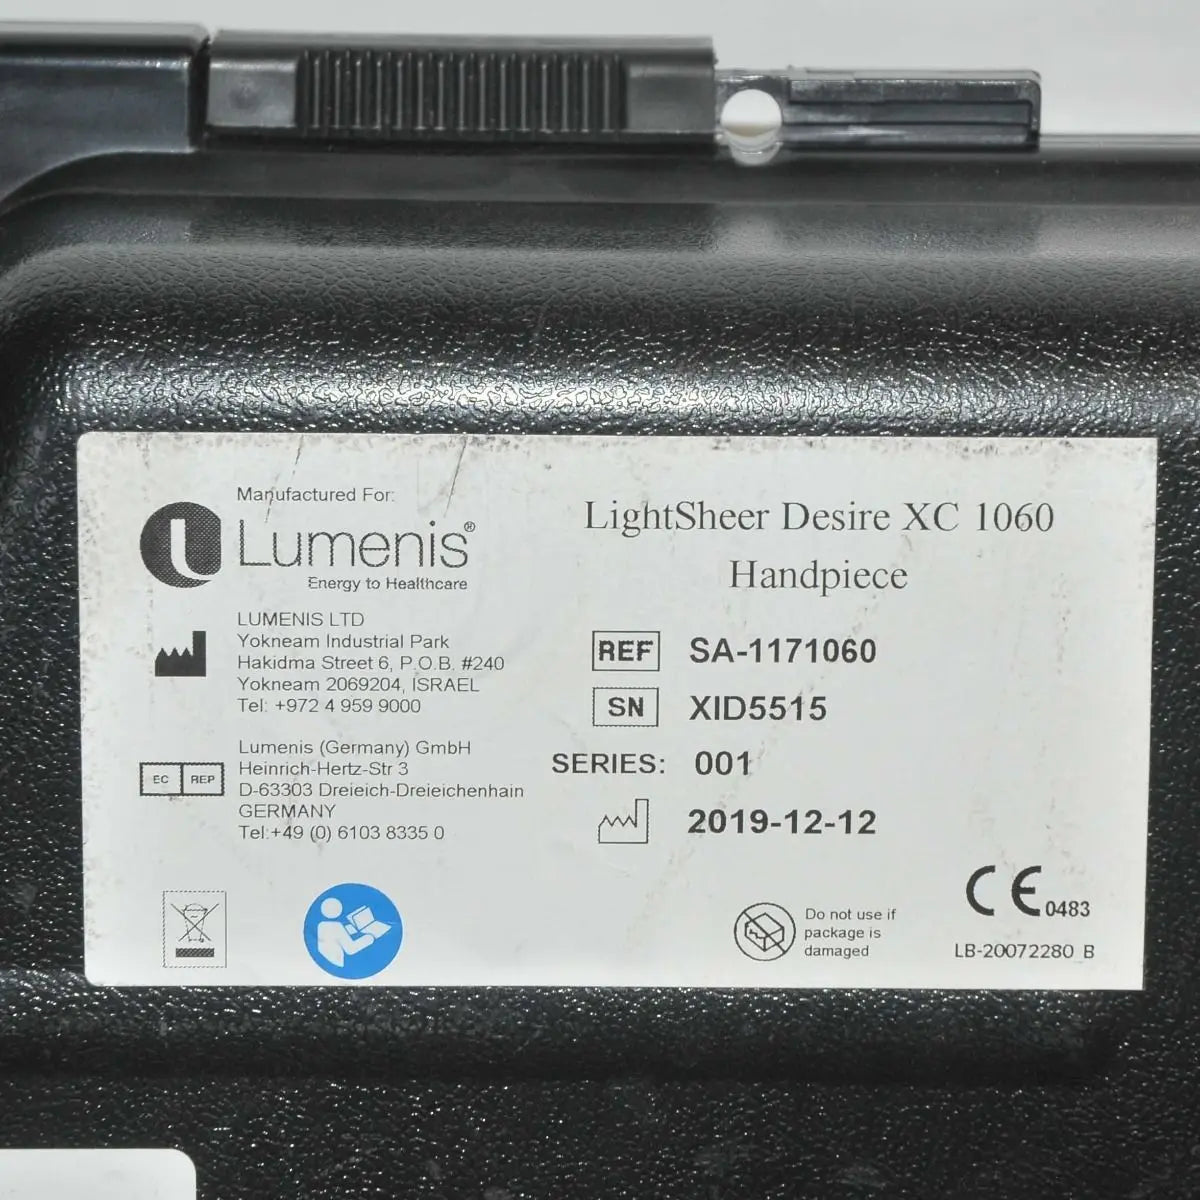 Manufactured For:
Lumenis®
Energy to Healthcare
LUMENIS LTD
Yokneam Industrial Park
Hakidma Street 6, P.O.B. #240
Yokneam 2069204, ISRAEL
Tel: +972 4 959 9000
EC REP
Lumenis (Germany) GmbH
Heinrich-Hertz-Str 3
D-63303 Dreieich-Dreieichenhain
GERMANY
Tel:+49 (0) 6103 8335 0
LightSheer Desire XC 1060
Handpiece
REF SA-1171060
SN XID5515
SERIES: 001
2019-12-12
Do not use if
package is
damaged
CE 0483
LB-20072280_B